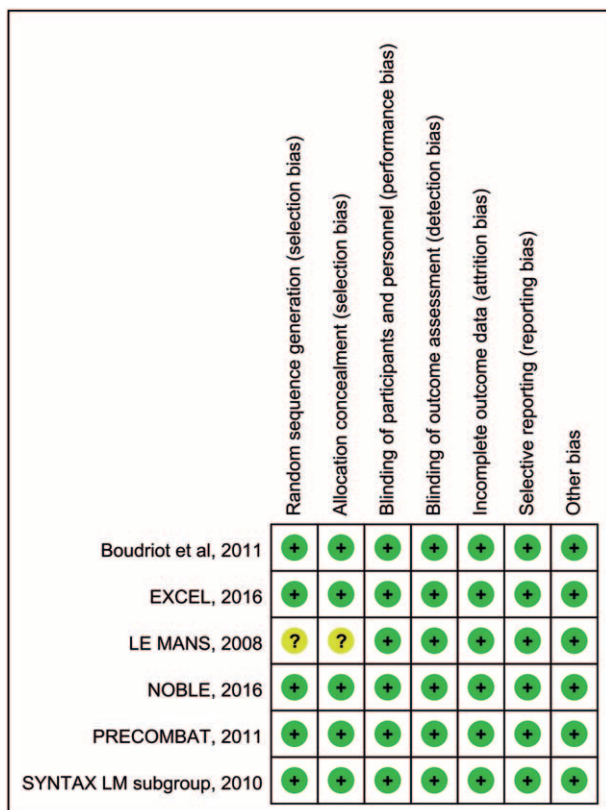 Random sequence generation (selection bias)
Allocation concealment (selection bias)
Blinding of participants and personnel (performance bias)
Blinding of outcome assessment (detection bias)
Incomplete outcome data (attrition bias)
Selective reporting (reporting bias)
Other bias
Boudriot et al, 2011 + + + + + + +
EXCEL, 2016 + + + + + + +
LE MANS, 2008 ? ? + + + + +
NOBLE, 2016 + + + + + + +
PRECOMBAT, 2011 + + + + + + +
SYNTAX LM subgroup, 2010 + + + + + + +